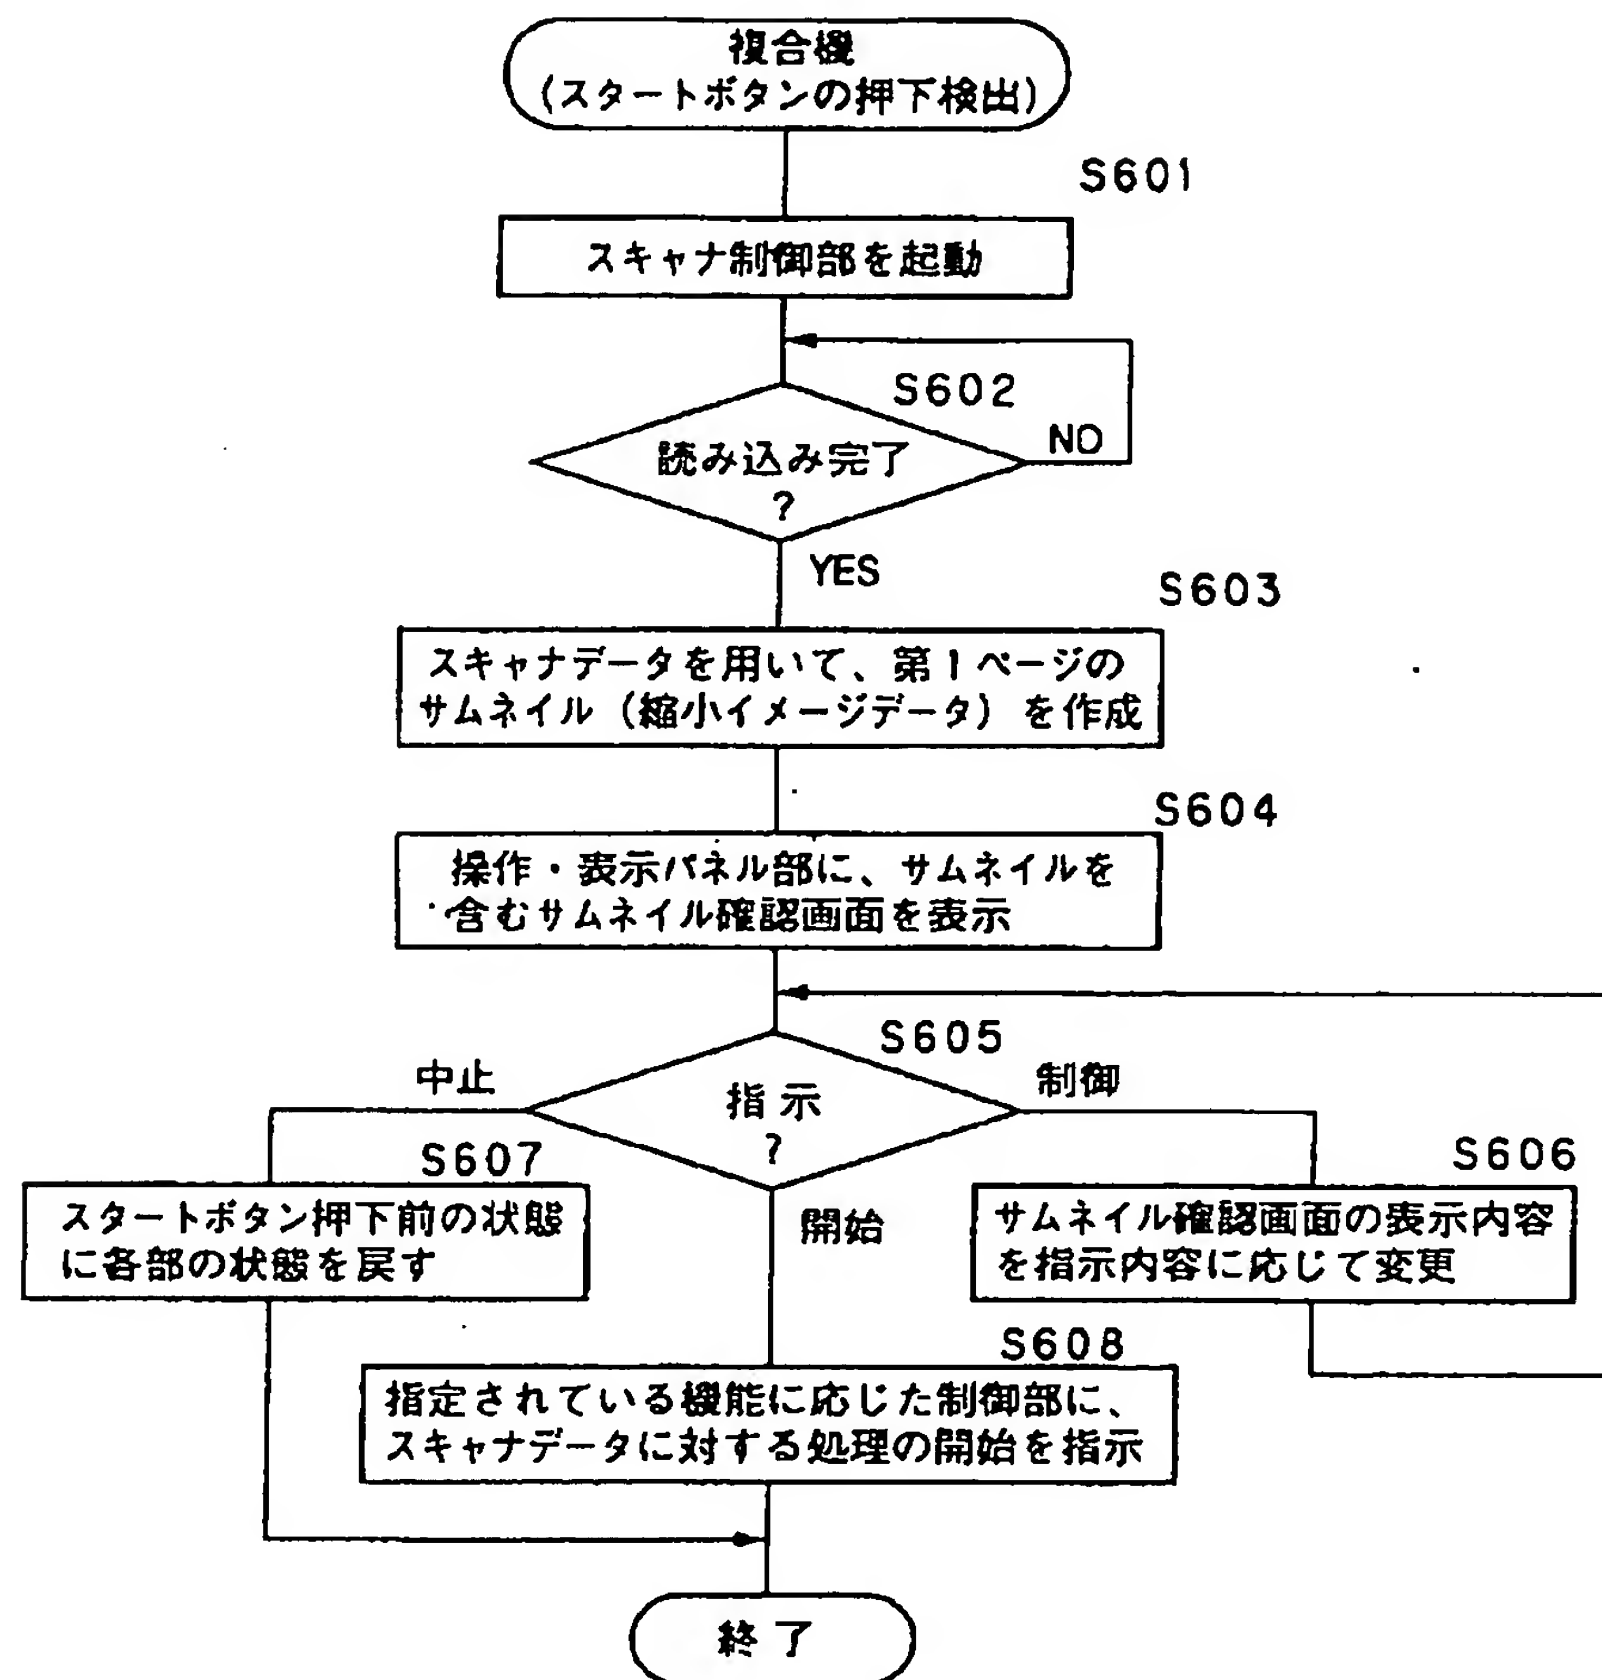 複合機
(スタートボタンの押下検出)
S601
スキャナ制御部を起動
S602
NO
読み込み完了
?
YES
S603
スキャナデータを用いて、第1ページの
サムネイル(縮小イメージデータ)を作成
S604
操作・表示パネル部に、サムネイルを
含むサムネイル確認画面を表示
S605
中止
制御
指示
?
S607
S606
スタートボタン押下前の状態
に各部の状態を戻す
開始
サムネイル確認画面の表示内容
を指示内容に応じて変更
S608
指定されている機能に応じた制御部に、
スキャナデータに対する処理の開始を指示
終了